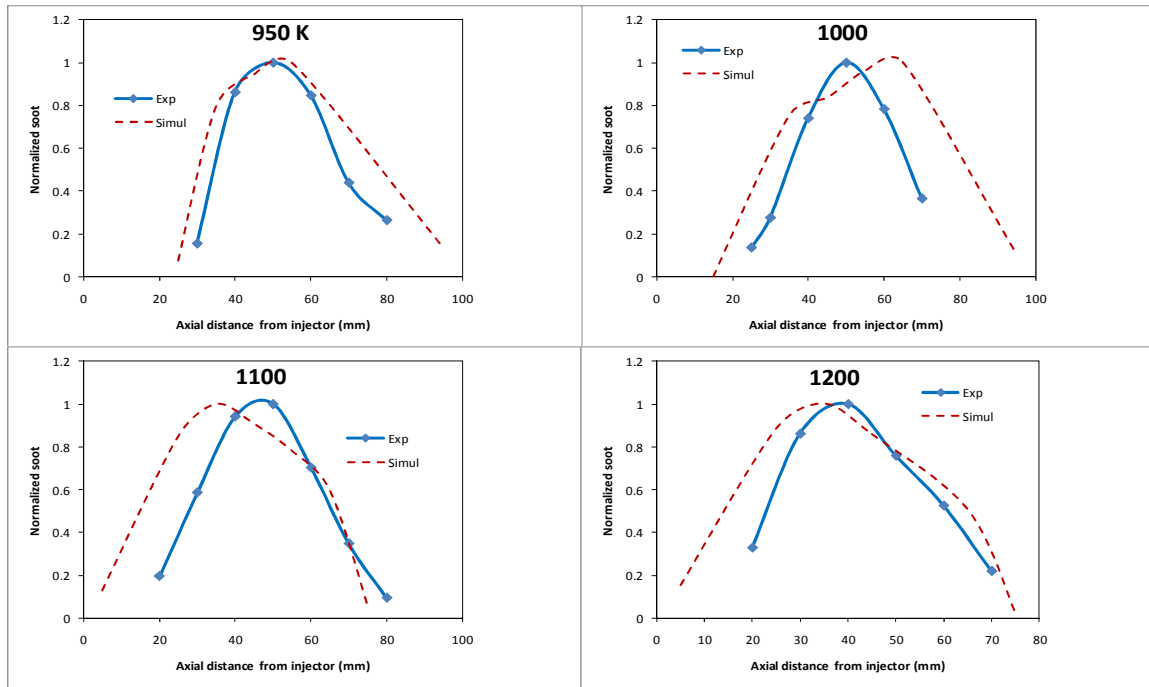 950 K
1.2
1
0.8
0.6
0.4
0.2
0
Normalized soot
Exp
Simul
0 20 40 60 80 100
Axial distance from injector (mm)
1000
1.2
1
0.8
0.6
0.4
0.2
0
Normalized soot
Exp
Simul
0 20 40 60 80 100
Axial distance from injector (mm)
1100
1.2
1
0.8
0.6
0.4
0.2
0
Normalized soot
Exp
Simul
0 20 40 60 80 100
Axial distance from injector (mm)
1200
1.2
1
0.8
0.6
0.4
0.2
0
Normalized soot
Exp
Simul
0 10 20 30 40 50 60 70 80
Axial distance from injector (mm)